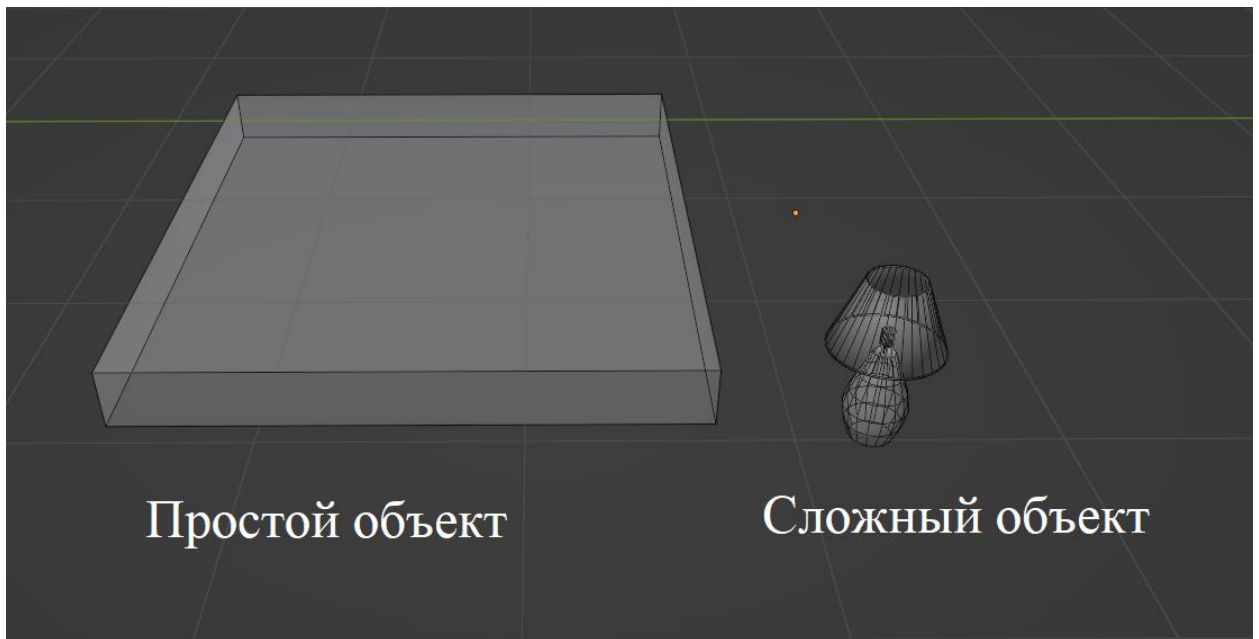 Простой объект
Сложный объект